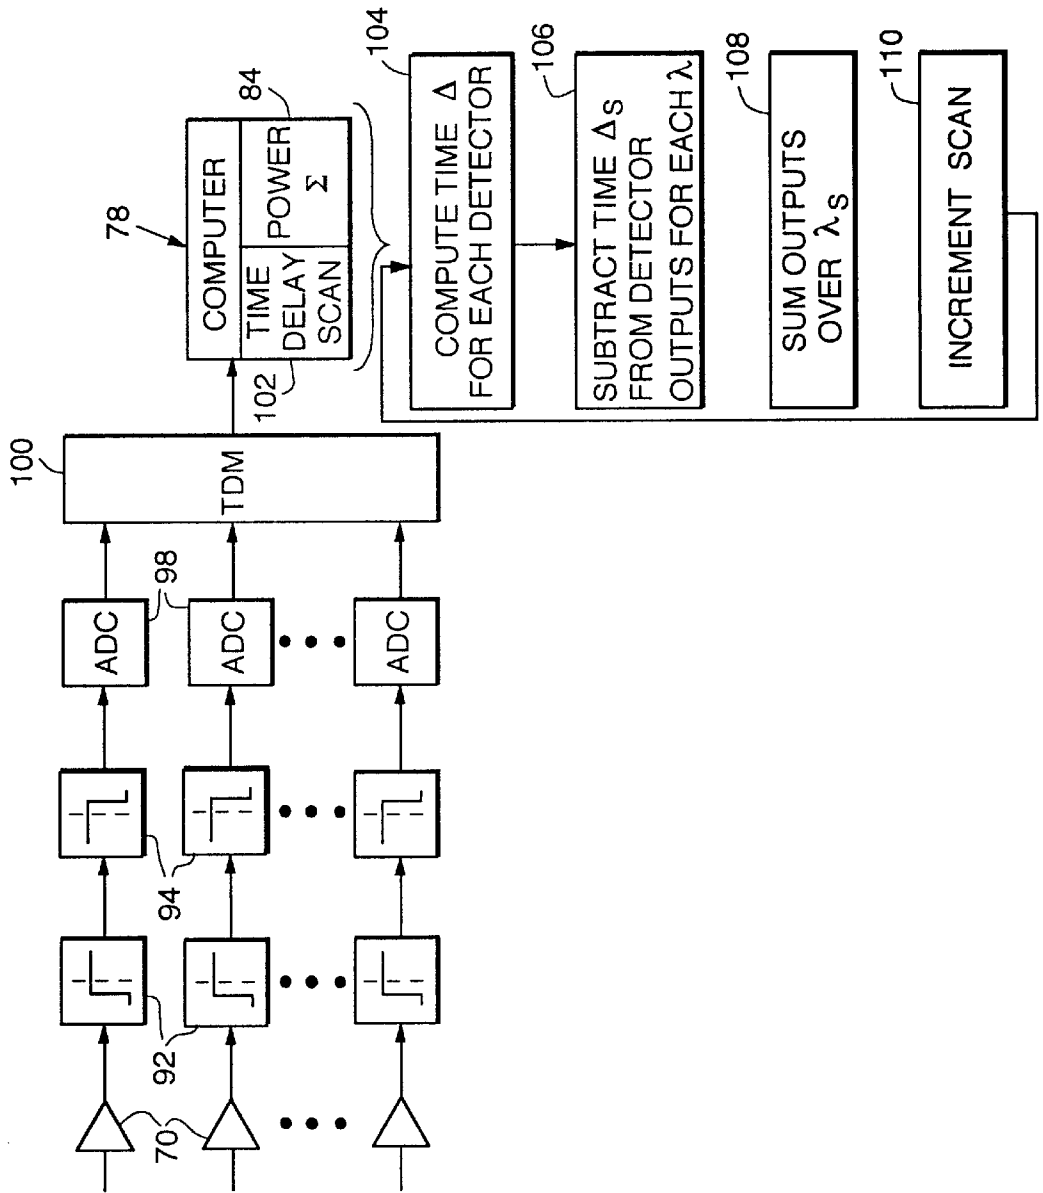 70
92
94
98
ADC
ADC
ADC
100
TDM
78
COMPUTER
TIME
DELAY
SCAN
POWER
Σ
84
102
104
COMPUTE TIME Δ
FOR EACH DETECTOR
106
SUBTRACT TIME Δs
FROM DETECTOR
OUTPUTS FOR EACH λ
108
SUM OUTPUTS
OVER λs
110
INCREMENT SCAN